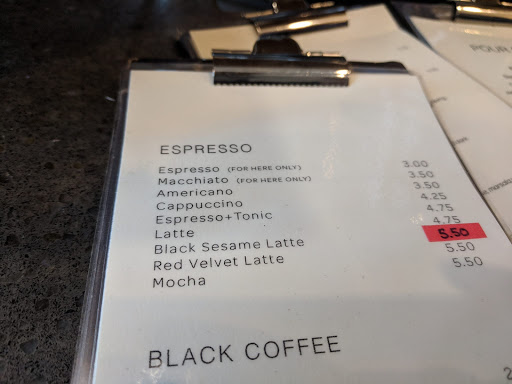 ESPRESSO
Espresso (FOR HERE ONLY) 3.00
Macchiato (FOR HERE ONLY) 3.50
Americano 3.50
Cappuccino 4.25
Espresso+Tonic 4.75
Latte 4.75
Black Sesame Latte 5.50
Red Velvet Latte 5.50
Mocha 5.50
BLACK COFFEE
POUR